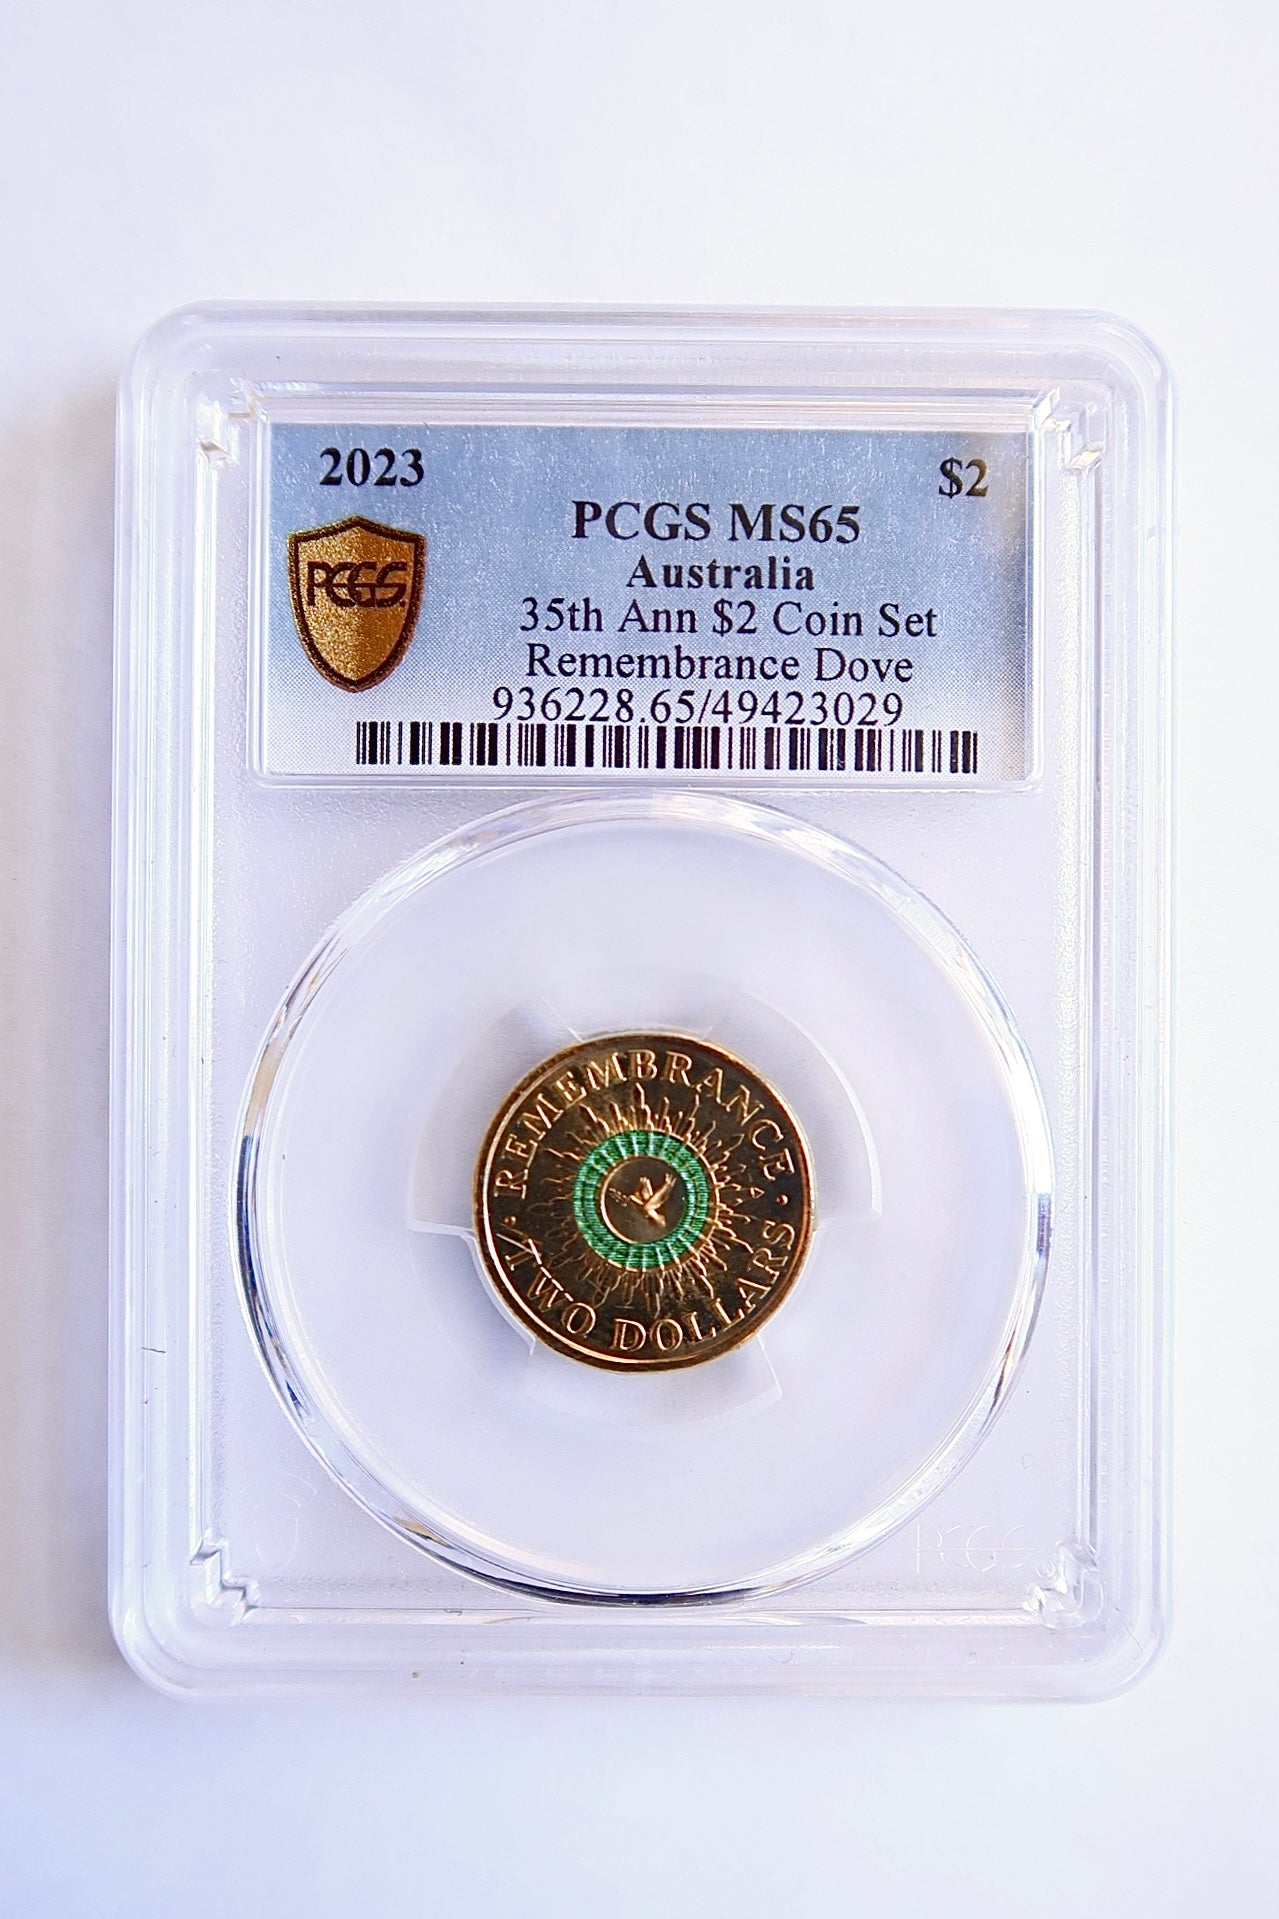 2023
$2
PCGS MS65
Australia
PCGS.
35th Ann $2 Coin Set
Remembrance Dove
936228.65/49423029
REMEMBRANCE
TWO DOLLARS
PCGS